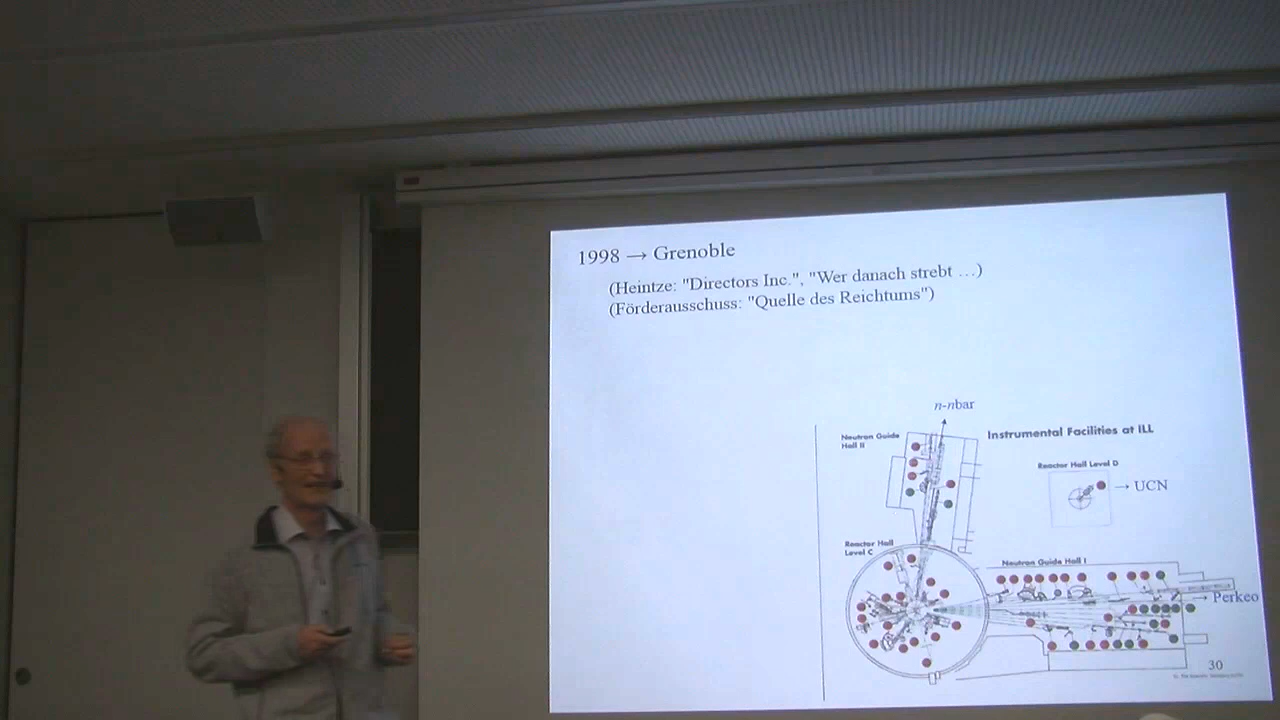 1998 → Grenoble
(Heintze: "Directors Inc.", "Wer danach strebt …)
(Förderausschuss: "Quelle des Reichtums")
n-nbar
Instrumental Facilities at ILL
Neutron Guide
Hall II
Reactor Hall Level D
→ UCN
Reactor Hall
Level C
Neutron Guide Hall I
→ Perkeo
30